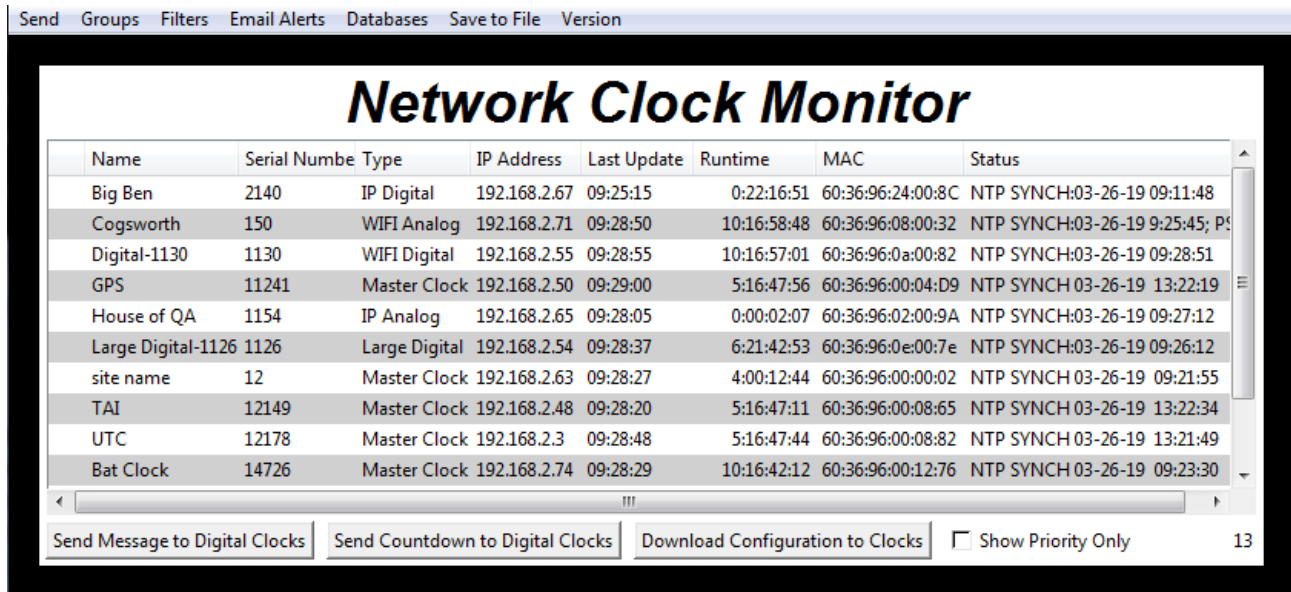 Send Groups Filters Email Alerts Databases Save to File Version
Network Clock Monitor
Name Serial Numbe Type IP Address Last Update Runtime MAC Status
Big Ben 2140 IP Digital 192.168.2.67 09:25:15 0:22:16:51 60:36:96:24:00:8C NTP SYNCH:03-26-19 09:11:48
Cogsworth 150 WIFI Analog 192.168.2.71 09:28:50 10:16:58:48 60:36:96:08:00:32 NTP SYNCH:03-26-19 9:25:45; PS
Digital-1130 1130 WIFI Digital 192.168.2.55 09:28:55 10:16:57:01 60:36:96:0a:00:82 NTP SYNCH:03-26-19 09:28:51
GPS 11241 Master Clock 192.168.2.50 09:29:00 5:16:47:56 60:36:96:00:04:D9 NTP SYNCH 03-26-19 13:22:19
House of QA 1154 IP Analog 192.168.2.65 09:28:05 0:00:02:07 60:36:96:02:00:9A NTP SYNCH:03-26-19 09:27:12
Large Digital-1126 1126 Large Digital 192.168.2.54 09:28:37 6:21:42:53 60:36:96:0e:00:7e NTP SYNCH:03-26-19 09:26:12
site name 12 Master Clock 192.168.2.63 09:28:27 4:00:12:44 60:36:96:00:00:02 NTP SYNCH 03-26-19 09:21:55
TAI 12149 Master Clock 192.168.2.48 09:28:20 5:16:47:11 60:36:96:00:08:65 NTP SYNCH 03-26-19 13:22:34
UTC 12178 Master Clock 192.168.2.3 09:28:48 5:16:47:44 60:36:96:00:08:82 NTP SYNCH 03-26-19 13:21:49
Bat Clock 14726 Master Clock 192.168.2.74 09:28:29 10:16:42:12 60:36:96:00:12:76 NTP SYNCH 03-26-19 09:23:30
Send Message to Digital Clocks Send Countdown to Digital Clocks Download Configuration to Clocks Show Priority Only 13